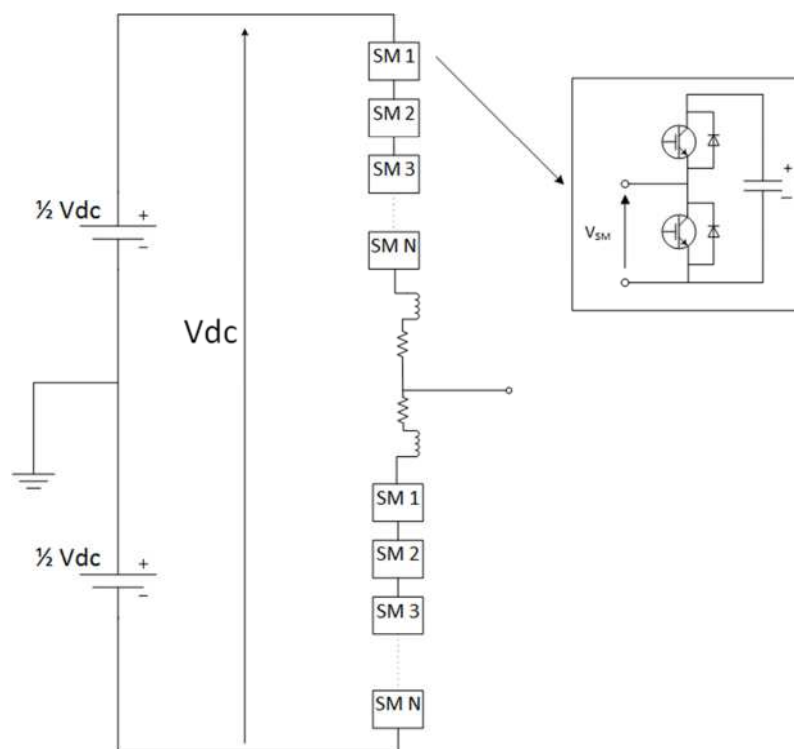 SM 1
SM 2
SM 3
SM N
½ Vdc
+
−
Vdc
+
−
V_SM
SM 1
SM 2
SM 3
SM N
½ Vdc
+
−